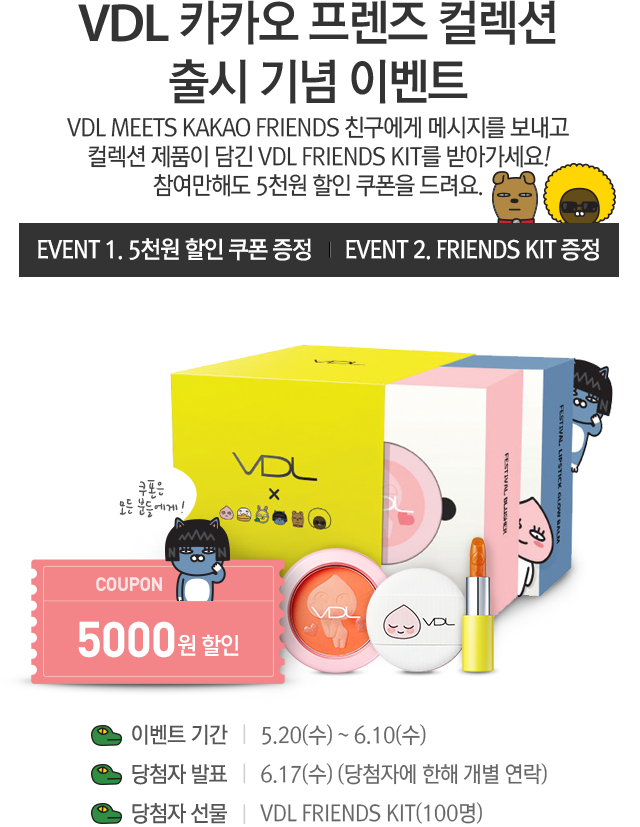 VDL 카카오 프렌즈 컬렉션
출시 기념 이벤트
VDL MEETS KAKAO FRIENDS 친구에게 메시지를 보내고
컬렉션 제품이 담긴 VDL FRIENDS KIT를 받아가세요!
참여만해도 5천원 할인 쿠폰을 드려요.
EVENT 1. 5천원 할인 쿠폰 증정 | EVENT 2. FRIENDS KIT 증정
VDL
VDL
×
VDL
FESTIVAL BLUSHER
FESTIVAL LIPSTICK GLOW BALM
쿠폰은
모든 분들에게!
COUPON
5000원 할인
VDL
VDL
이벤트 기간 | 5.20(수) ~ 6.10(수)
당첨자 발표 | 6.17(수) (당첨자에 한해 개별 연락)
당첨자 선물 | VDL FRIENDS KIT(100명)